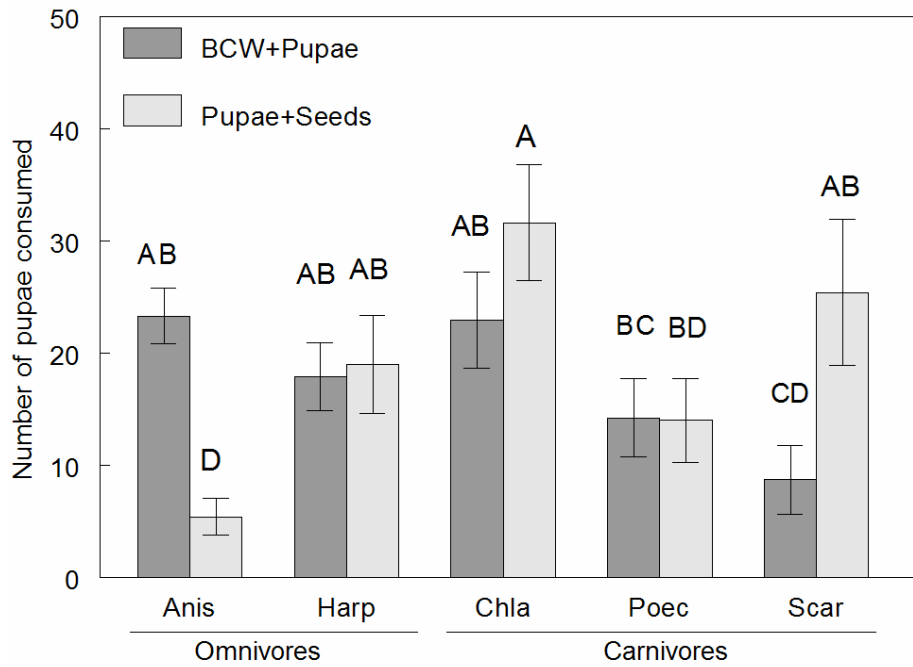 50
40
30
20
10
0
Number of pupae consumed
BCW+Pupae
Pupae+Seeds
AB
D
AB
AB
AB
A
BC
BD
CD
AB
Anis
Harp
Chla
Poec
Scar
Omnivores
Carnivores